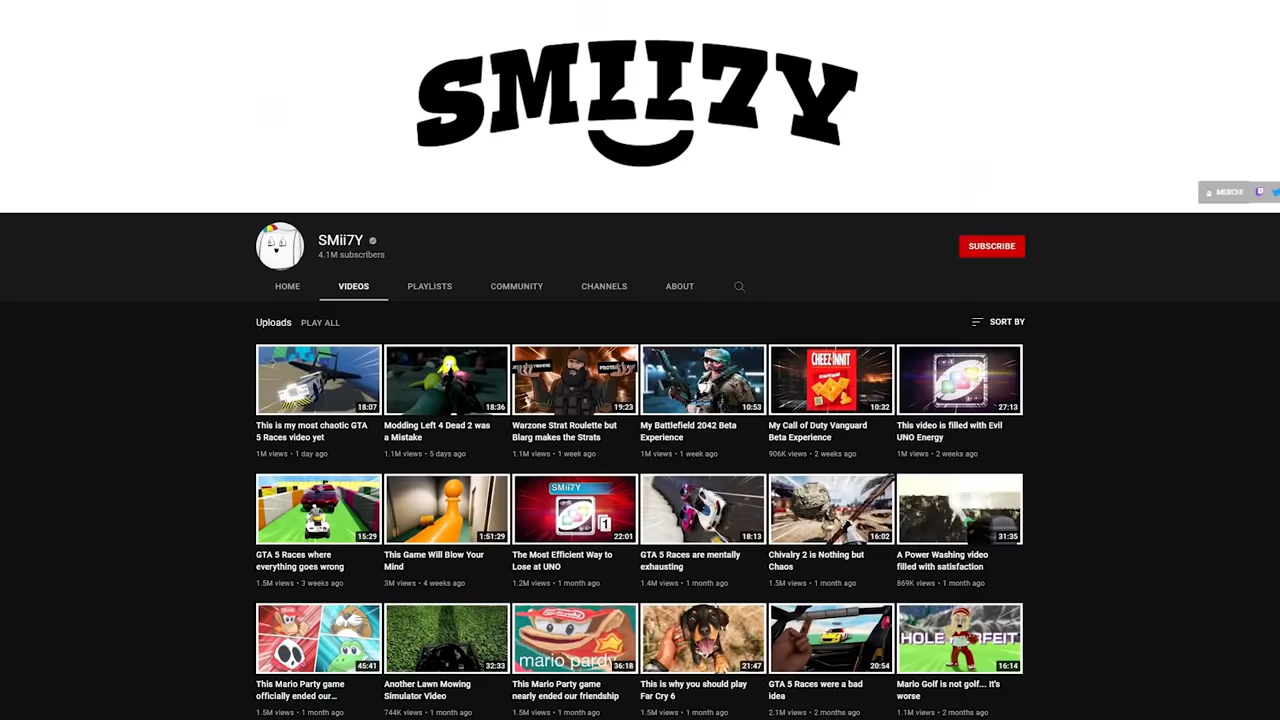 SMII7Y
MERCH!
SMii7Y
4.1M subscribers
SUBSCRIBE
HOME
VIDEOS
PLAYLISTS
COMMUNITY
CHANNELS
ABOUT
Uploads
PLAY ALL
SORT BY
18:07
18:36
PROTE
19:23
10:53
CHEEZ-INNIT
10:32
27:13
This is my most chaotic GTA
5 Races video yet
1M views • 1 day ago
Modding Left 4 Dead 2 was
a Mistake
1.1M views • 5 days ago
Warzone Strat Roulette but
Blarg makes the Strats
1.1M views • 1 week ago
My Battlefield 2042 Beta
Experience
1M views • 1 week ago
My Call of Duty Vanguard
Beta Experience
906K views • 2 weeks ago
This video is filled with Evil
UNO Energy
1M views • 2 weeks ago
15:29
1:51:29
SMii7Y
1
22:01
18:13
16:02
31:35
GTA 5 Races where
everything goes wrong
1.5M views • 3 weeks ago
This Game Will Blow Your
Mind
3M views • 4 weeks ago
The Most Efficient Way to
Lose at UNO
1.2M views • 1 month ago
GTA 5 Races are mentally
exhausting
1.4M views • 1 month ago
Chivalry 2 is Nothing but
Chaos
1.5M views • 1 month ago
A Power Washing video
filled with satisfaction
869K views • 1 month ago
45:41
32:33
Nintendo
mario pardy
36:18
21:47
20:54
HOLE RFEIT
16:14
This Mario Party game
officially ended our...
1.5M views • 1 month ago
Another Lawn Mowing
Simulator Video
744K views • 1 month ago
This Mario Party game
nearly ended our friendship
1.5M views • 1 month ago
This is why you should play
Far Cry 6
1.5M views • 1 month ago
GTA 5 Races were a bad
idea
2.1M views • 2 months ago
Mario Golf is not golf... It's
worse
1.1M views • 2 months ago